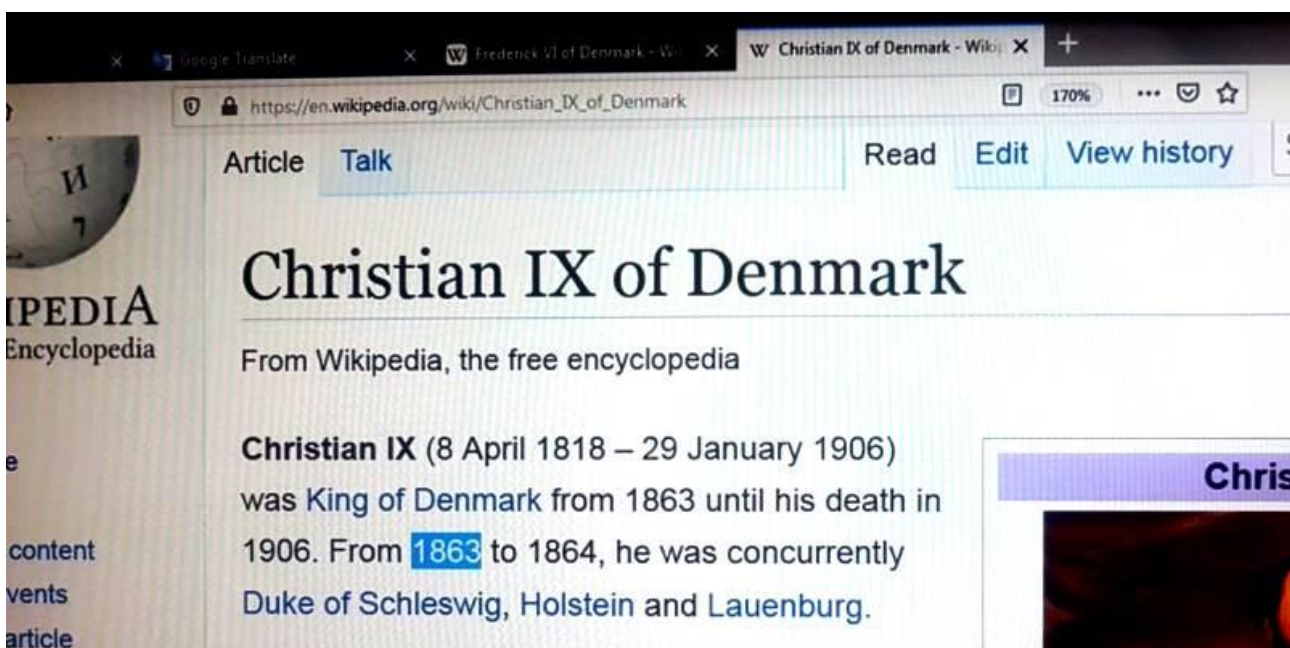 Google Translate
Frederick VI of Denmark - Wi
Christian IX of Denmark - Wiki
https://en.wikipedia.org/wiki/Christian_IX_of_Denmark
170%
Article Talk Read Edit View history
Christian IX of Denmark
IPEDIA
Encyclopedia
From Wikipedia, the free encyclopedia
Christian IX (8 April 1818 – 29 January 1906)
was King of Denmark from 1863 until his death in
1906. From 1863 to 1864, he was concurrently
Duke of Schleswig, Holstein and Lauenburg.
Chris
content
vents
article